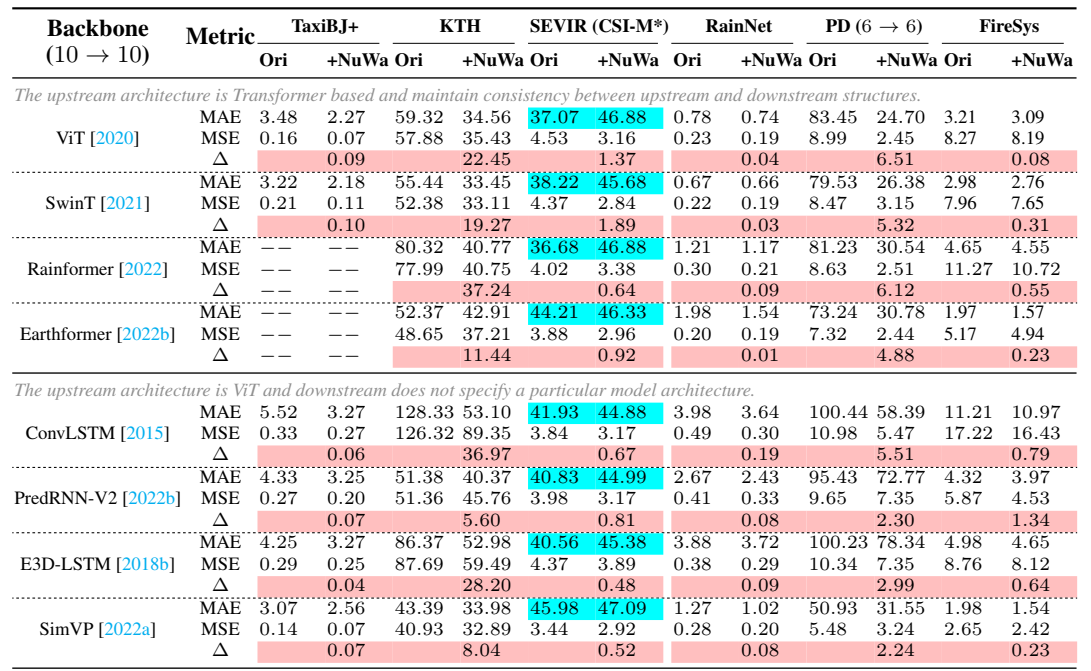 Backbone Metric TaxiBJ+ KTH SEVIR (CSI-M*) RainNet PD (6 → 6) FireSys
(10 → 10) Ori +NuWa Ori +NuWa Ori +NuWa Ori +NuWa Ori +NuWa Ori +NuWa
The upstream architecture is Transformer based and maintain consistency between upstream and downstream structures.
MAE 3.48 2.27 59.32 34.56 37.07 46.88 0.78 0.74 83.45 24.70 3.21 3.09
ViT [2020] MSE 0.16 0.07 57.88 35.43 4.53 3.16 0.23 0.19 8.99 2.45 8.27 8.19
Δ 0.09 22.45 1.37 0.04 6.51 0.08
MAE 3.22 2.18 55.44 33.45 38.22 45.68 0.67 0.66 79.53 26.38 2.98 2.76
SwinT [2021] MSE 0.21 0.11 52.38 33.11 4.37 2.84 0.22 0.19 8.47 3.15 7.96 7.65
Δ 0.10 19.27 1.89 0.03 5.32 0.31
MAE −− −− 80.32 40.77 36.68 46.88 1.21 1.17 81.23 30.54 4.65 4.55
Rainformer [2022] MSE −− −− 77.99 40.75 4.02 3.38 0.30 0.21 8.63 2.51 11.27 10.72
Δ −− −− 37.24 0.64 0.09 6.12 0.55
MAE −− −− 52.37 42.91 44.21 46.33 1.98 1.54 73.24 30.78 1.97 1.57
Earthformer [2022b] MSE −− −− 48.65 37.21 3.88 2.96 0.20 0.19 7.32 2.44 5.17 4.94
Δ −− −− 11.44 0.92 0.01 4.88 0.23
The upstream architecture is ViT and downstream does not specify a particular model architecture.
MAE 5.52 3.27 128.33 53.10 41.93 44.88 3.98 3.64 100.44 58.39 11.21 10.97
ConvLSTM [2015] MSE 0.33 0.27 126.32 89.35 3.84 3.17 0.49 0.30 10.98 5.47 17.22 16.43
Δ 0.06 36.97 0.67 0.19 5.51 0.79
MAE 4.33 3.25 51.38 40.37 40.83 44.99 2.67 2.43 95.43 72.77 4.32 3.97
PredRNN-V2 [2022b] MSE 0.27 0.20 51.36 45.76 3.98 3.17 0.41 0.33 9.65 7.35 5.87 4.53
Δ 0.07 5.60 0.81 0.08 2.30 1.34
MAE 4.25 3.27 86.37 52.98 40.56 45.38 3.88 3.72 100.23 78.34 4.98 4.65
E3D-LSTM [2018b] MSE 0.29 0.25 87.69 59.49 4.37 3.89 0.38 0.29 10.34 7.35 8.76 8.12
Δ 0.04 28.20 0.48 0.09 2.99 0.64
MAE 3.07 2.56 43.39 33.98 45.98 47.09 1.27 1.02 50.93 31.55 1.98 1.54
SimVP [2022a] MSE 0.14 0.07 40.93 32.89 3.44 2.92 0.28 0.20 5.48 3.24 2.65 2.42
Δ 0.07 8.04 0.52 0.08 2.24 0.23